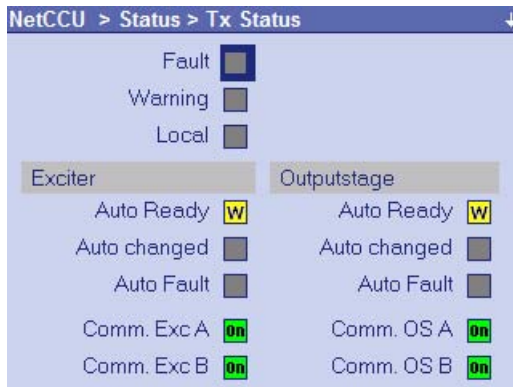 NetCCU > Status > Tx Status
Fault
Warning
Local
Exciter Outputstage
Auto Ready W Auto Ready W
Auto changed Auto changed
Auto Fault Auto Fault
Comm. Exc A On Comm. OS A On
Comm. Exc B On Comm. OS B On